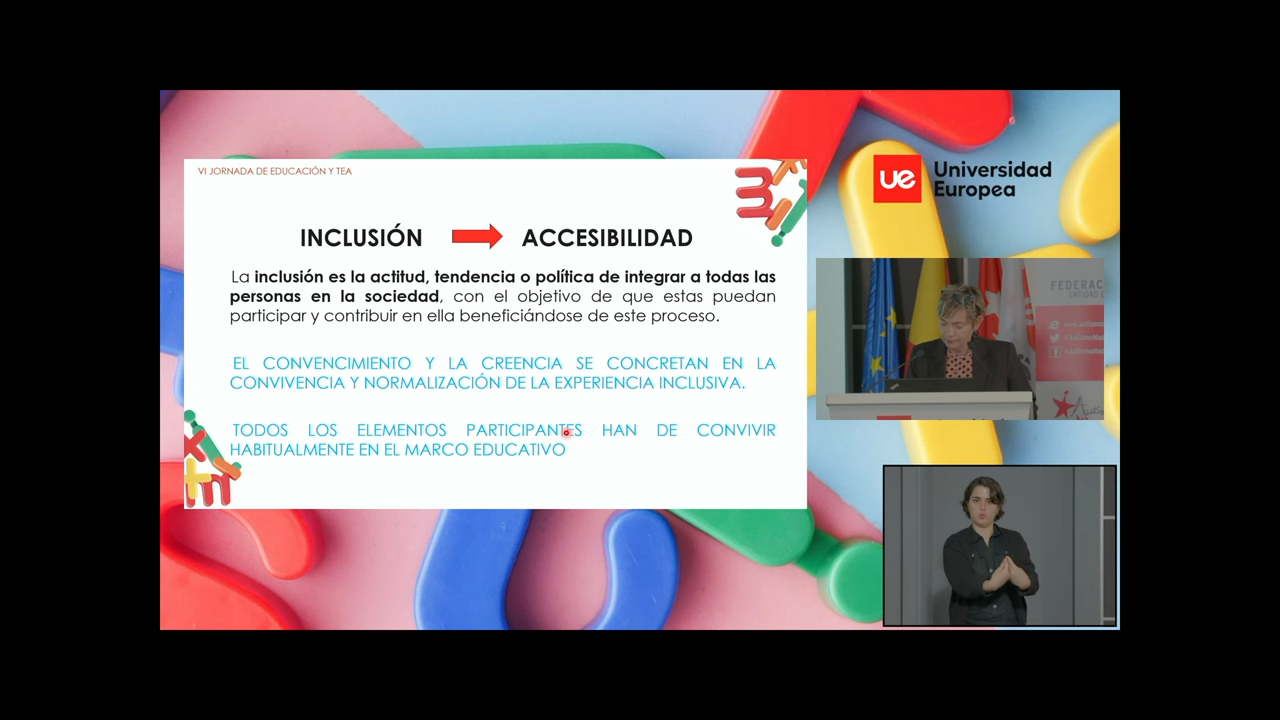 VI JORNADA DE EDUCACIÓN Y TEA
INCLUSIÓN ACCESIBILIDAD
La inclusión es la actitud, tendencia o política de integrar a todas las
personas en la sociedad, con el objetivo de que estas puedan
participar y contribuir en ella beneficiándose de este proceso.
EL CONVENCIMIENTO Y LA CREENCIA SE CONCRETAN EN LA
CONVIVENCIA Y NORMALIZACIÓN DE LA EXPERIENCIA INCLUSIVA.
TODOS LOS ELEMENTOS PARTICIPANTES HAN DE CONVIVIR
HABITUALMENTE EN EL MARCO EDUCATIVO
ue Universidad
Europea
FEDERAC
ENTIDAD D